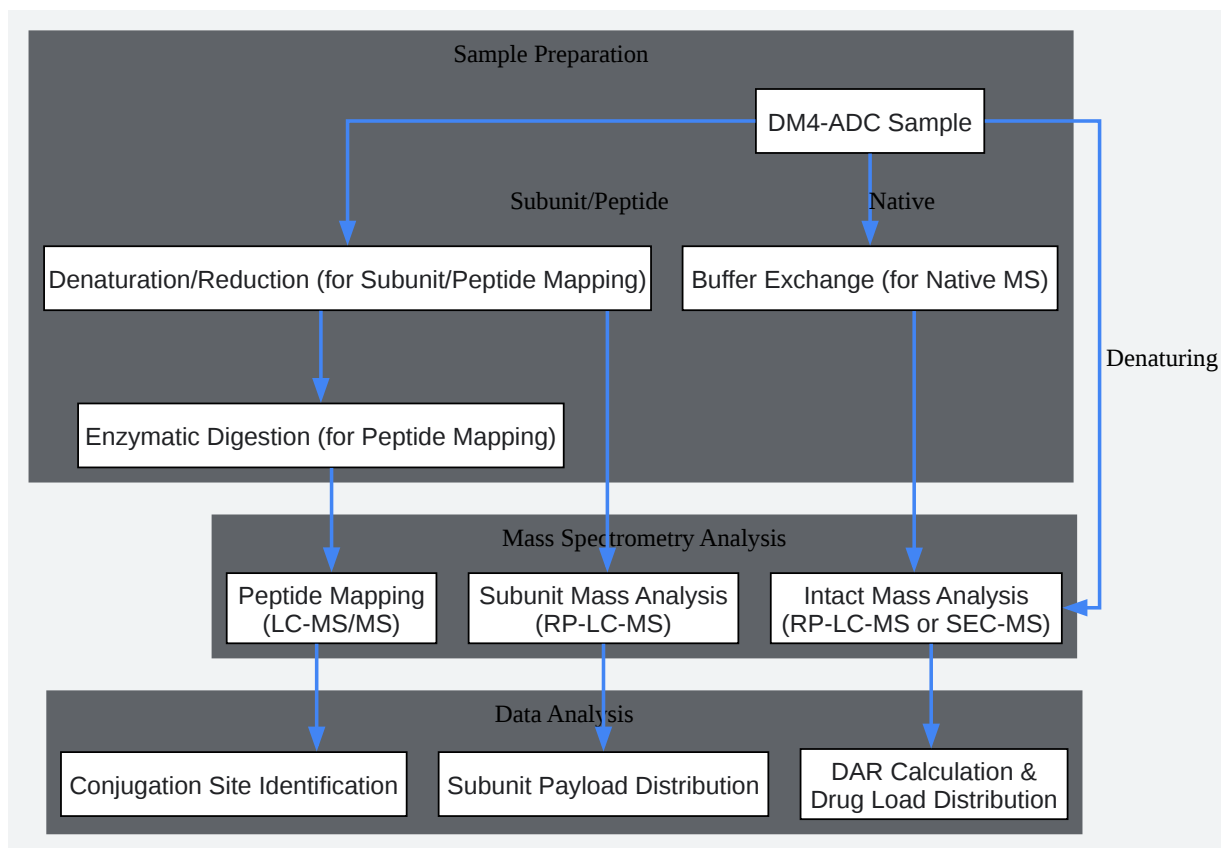 Sample Preparation
DM4-ADC Sample
Subunit/Peptide
Native
Denaturation/Reduction (for Subunit/Peptide Mapping)
Buffer Exchange (for Native MS)
Denaturing
Enzymatic Digestion (for Peptide Mapping)
Mass Spectrometry Analysis
Peptide Mapping
(LC-MS/MS)
Subunit Mass Analysis
(RP-LC-MS)
Intact Mass Analysis
(RP-LC-MS or SEC-MS)
Data Analysis
Conjugation Site Identification
Subunit Payload Distribution
DAR Calculation &
Drug Load Distribution